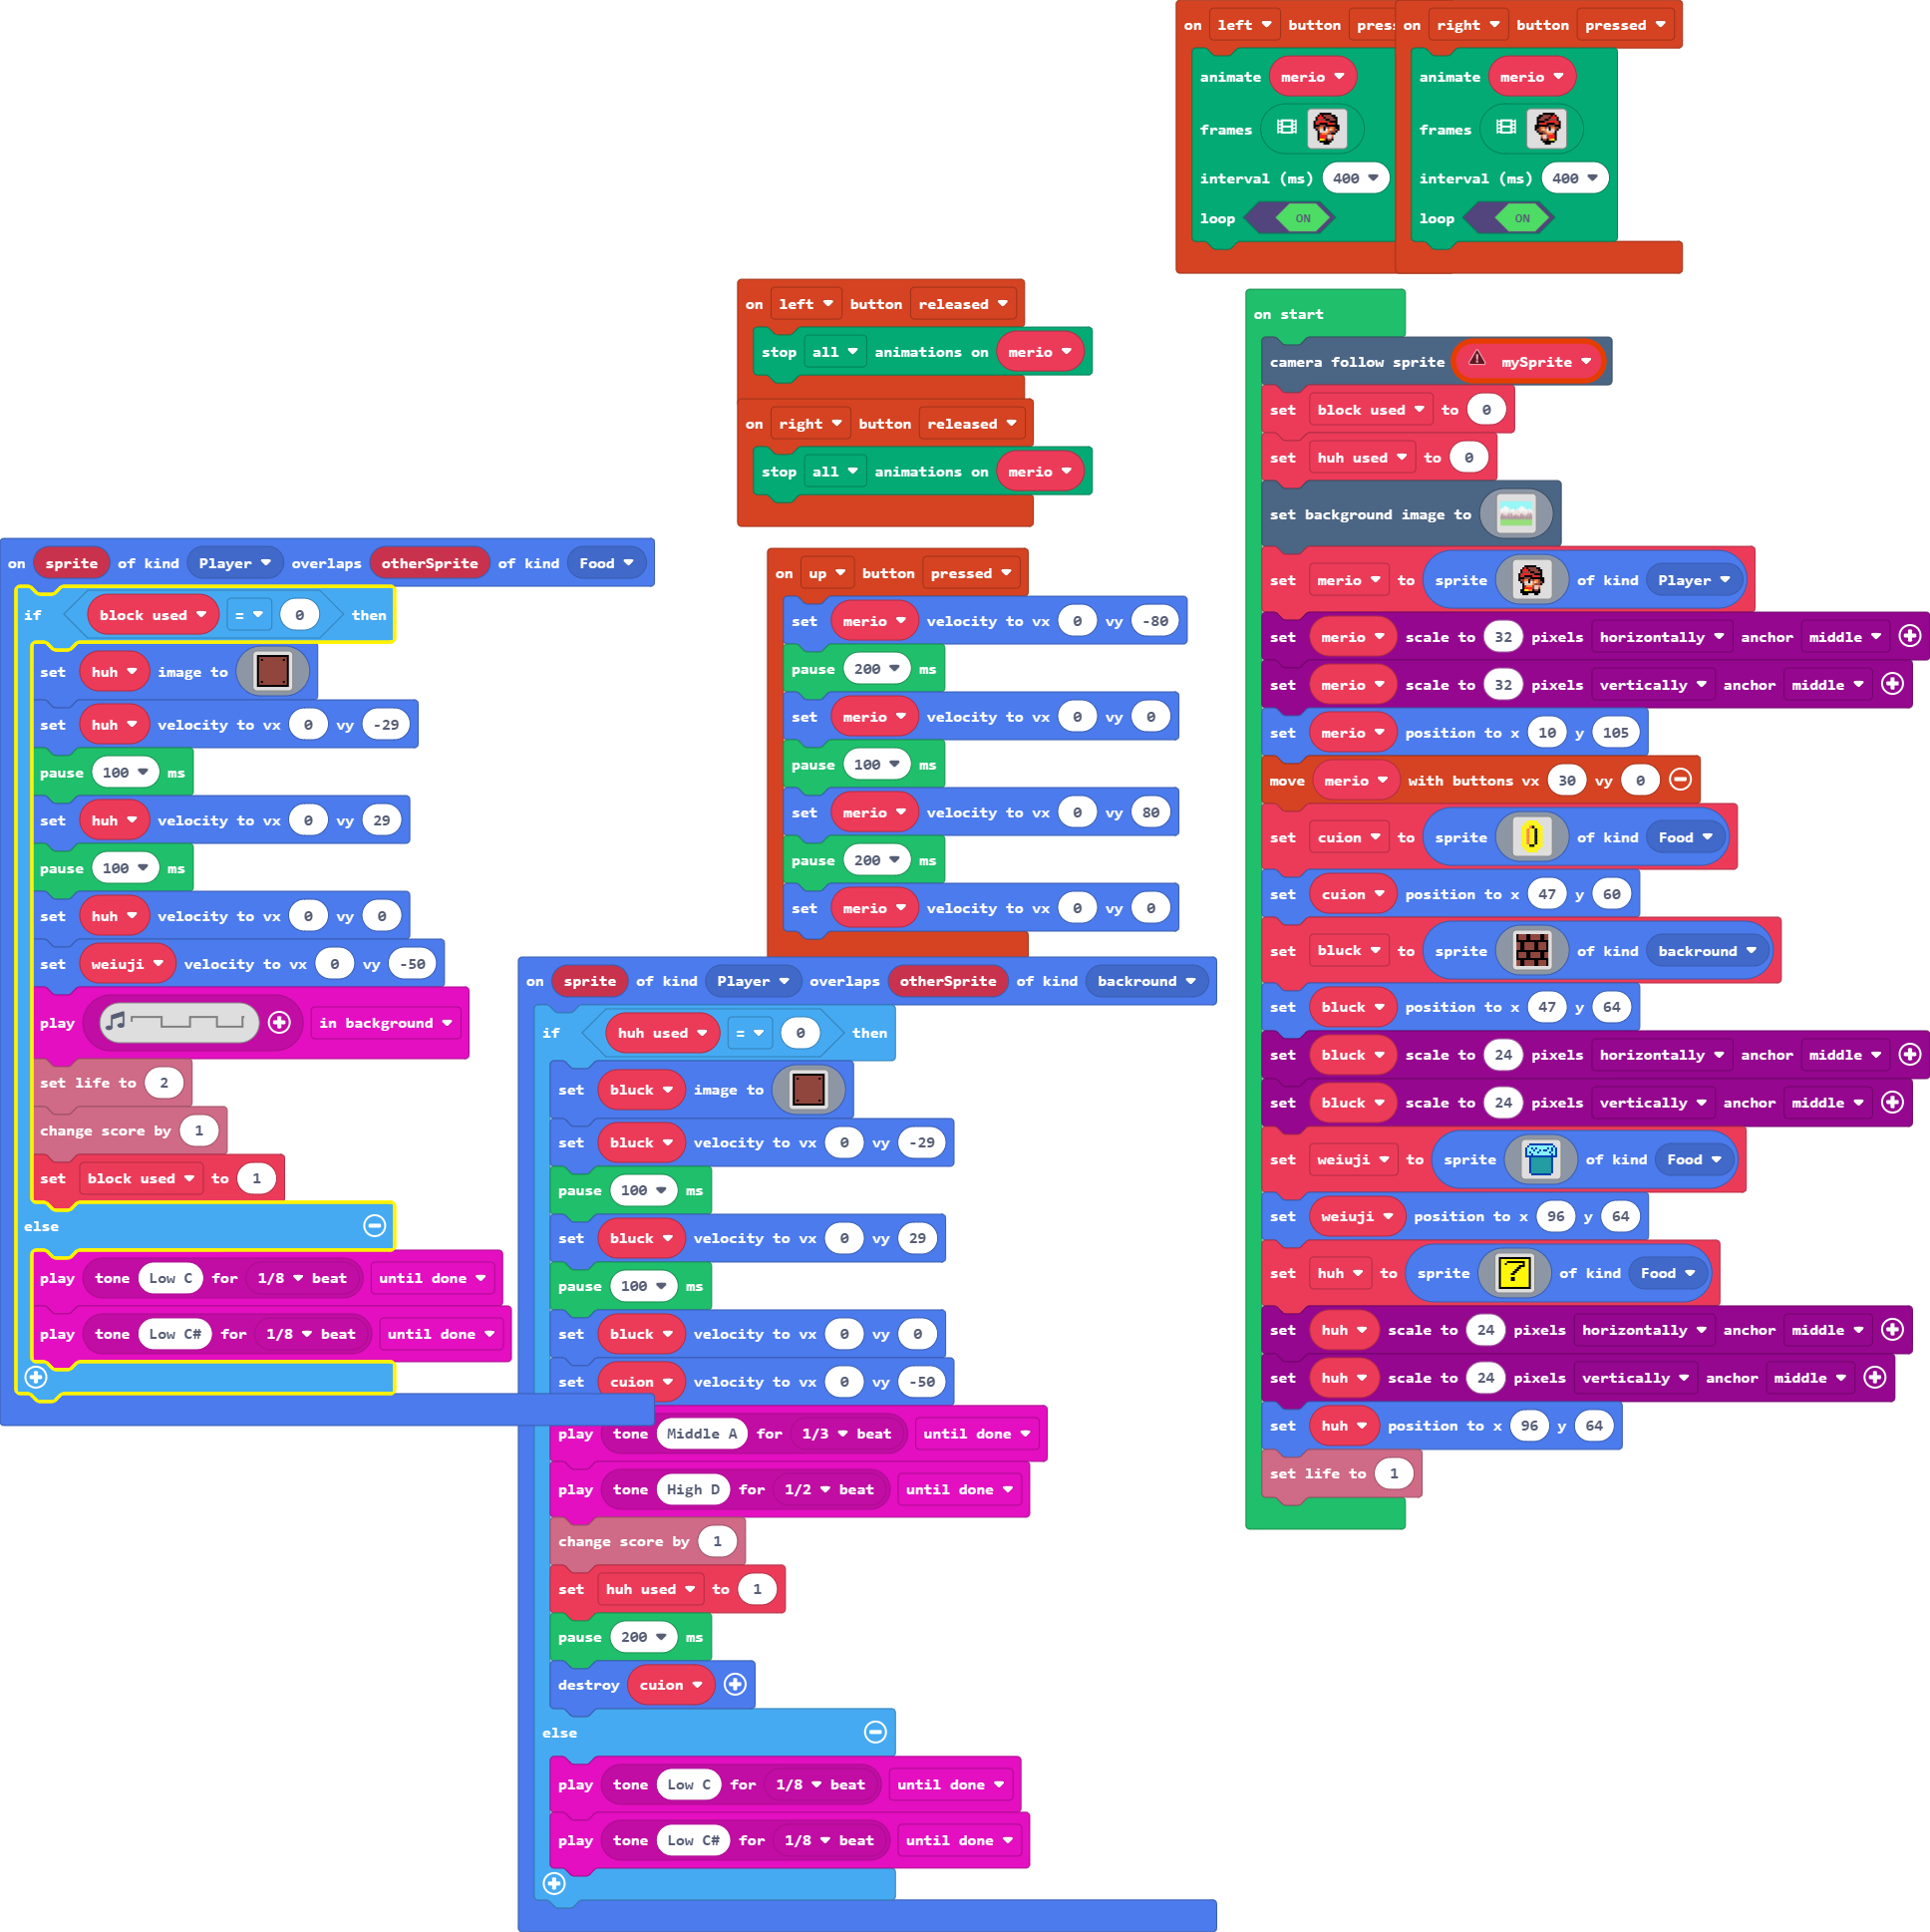 on left button press
animate merio
frames
interval (ms) 400
loop ON
on right button pressed
animate merio
frames
interval (ms) 400
loop ON
on left button released
stop all animations on merio
on right button released
stop all animations on merio
on start
camera follow sprite mySprite
set block used to 0
set huh used to 0
set background image to
set merio to sprite of kind Player
set merio scale to 32 pixels horizontally anchor middle
set merio scale to 32 pixels vertically anchor middle
set merio position to x 10 y 105
move merio with buttons vx 30 vy 0
set cuion to sprite of kind Food
set cuion position to x 47 y 60
set bluck to sprite of kind backround
set bluck position to x 47 y 64
set bluck scale to 24 pixels horizontally anchor middle
set bluck scale to 24 pixels vertically anchor middle
set weiuji to sprite of kind Food
set weiuji position to x 96 y 64
set huh to sprite ? of kind Food
set huh scale to 24 pixels horizontally anchor middle
set huh scale to 24 pixels vertically anchor middle
set huh position to x 96 y 64
set life to 1
on sprite of kind Player overlaps otherSprite of kind Food
if block used = 0 then
set huh image to
set huh velocity to vx 0 vy -29
pause 100 ms
set huh velocity to vx 0 vy 29
pause 100 ms
set huh velocity to vx 0 vy 0
set weiuji velocity to vx 0 vy -50
play in background
set life to 2
change score by 1
set block used to 1
else
play tone Low C for 1/8 beat until done
play tone Low C# for 1/8 beat until done
on up button pressed
set merio velocity to vx 0 vy -80
pause 200 ms
set merio velocity to vx 0 vy 0
pause 100 ms
set merio velocity to vx 0 vy 80
pause 200 ms
set merio velocity to vx 0 vy 0
on sprite of kind Player overlaps otherSprite of kind backround
if huh used = 0 then
set bluck image to
set bluck velocity to vx 0 vy -29
pause 100 ms
set bluck velocity to vx 0 vy 29
pause 100 ms
set bluck velocity to vx 0 vy 0
set cuion velocity to vx 0 vy -50
play tone Middle A for 1/3 beat until done
play tone High D for 1/2 beat until done
change score by 1
set huh used to 1
pause 200 ms
destroy cuion
else
play tone Low C for 1/8 beat until done
play tone Low C# for 1/8 beat until done